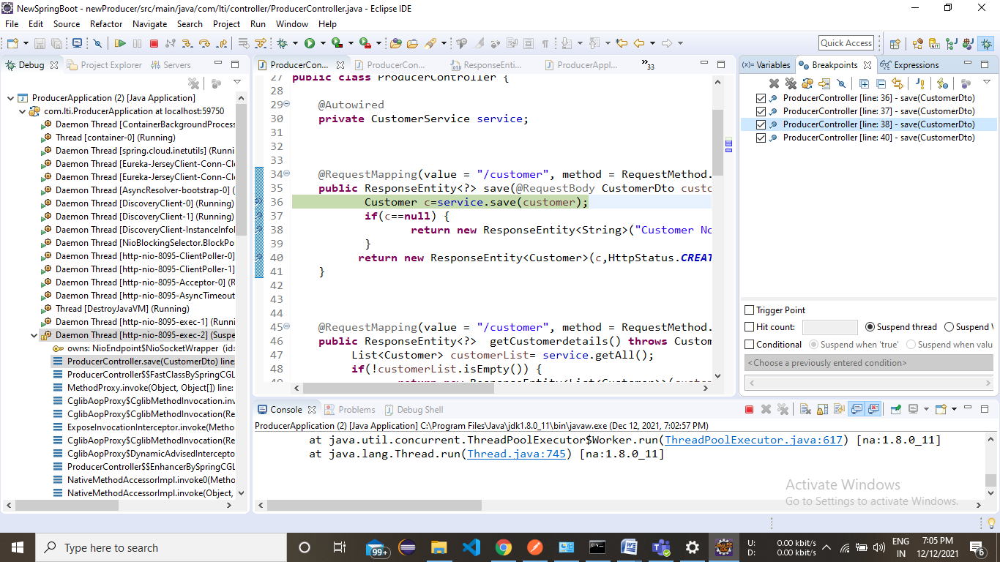 NewSpringBoot - newProducer/src/main/java/com/lti/controller/ProducerController.java - Eclipse IDE
File Edit Source Refactor Navigate Search Project Run Window Help
Quick Access
Debug Project Explorer Servers
ProducerApplication (2) [Java Application]
com.lti.ProducerApplication at localhost:59750
Daemon Thread [ContainerBackgroundProcess
Thread [container-0] (Running)
Daemon Thread [spring.cloud.inetutils] (Runni
Daemon Thread [Eureka-JerseyClient-Conn-Cl
Daemon Thread [Eureka-JerseyClient-Conn-Cl
Daemon Thread [AsyncResolver-bootstrap-0] (
Daemon Thread [DiscoveryClient-0] (Running)
Daemon Thread [DiscoveryClient-1] (Running)
Daemon Thread [DiscoveryClient-InstanceInfo
Daemon Thread [NioBlockingSelector.BlockPo
Daemon Thread [http-nio-8095-ClientPoller-0]
Daemon Thread [http-nio-8095-ClientPoller-1]
Daemon Thread [http-nio-8095-Acceptor-0] (R
Daemon Thread [http-nio-8095-AsyncTimeout
Thread [DestroyJavaVM] (Running)
Daemon Thread [http-nio-8095-exec-1] (Runni
Daemon Thread [http-nio-8095-exec-2] (Suspe
owns: NioEndpoint$NioSocketWrapper (id=
ProducerController.save(CustomerDto) line
ProducerController$$FastClassBySpringCGL
MethodProxy.invoke(Object, Object[]) line:
CglibAopProxy$CglibMethodInvocation.inv
CglibAopProxy$CglibMethodInvocation(Re
ExposeInvocationInterceptor.invoke(Metho
CglibAopProxy$CglibMethodInvocation(Re
CglibAopProxy$DynamicAdvisedIntercepto
ProducerController$$EnhancerBySpringCGL
NativeMethodAccessorImpl.invoke0(Metho
NativeMethodAccessorImpl.invoke(Object,
ProducerCon... ProducerCon... ResponseEnti... ProducerAppl... »33
27 public class ProducerController {
28
29 @Autowired
30 private CustomerService service;
31
32
33
34 @RequestMapping(value = "/customer", method = RequestMethod.
35 public ResponseEntity<?> save(@RequestBody CustomerDto custo
36 Customer c=service.save(customer);
37 if(c==null) {
38 return new ResponseEntity<String>("Customer No
39 }
40 return new ResponseEntity<Customer>(c,HttpStatus.CREAT
41 }
42
43
44
45 @RequestMapping(value = "/customer", method = RequestMethod.
46 public ResponseEntity<?> getCustomerdetails() throws Custom
47 List<Customer> customerList= service.getAll();
48 if(!customerList.isEmpty()) {
49 return new ResponseEntity<List<Customer>>(custom
(x)= Variables Breakpoints Expressions
ProducerController [line: 36] - save(CustomerDto)
ProducerController [line: 37] - save(CustomerDto)
ProducerController [line: 38] - save(CustomerDto)
ProducerController [line: 40] - save(CustomerDto)
Trigger Point
Hit count: Suspend thread Suspend V
Conditional Suspend when 'true' Suspend when valu
<Choose a previously entered condition>
Console Problems Debug Shell
ProducerApplication (2) [Java Application] C:\Program Files\Java\jdk1.8.0_11\bin\javaw.exe (Dec 12, 2021, 7:02:57 PM)
at java.util.concurrent.ThreadPoolExecutor$Worker.run(ThreadPoolExecutor.java:617) [na:1.8.0_11]
at java.lang.Thread.run(Thread.java:745) [na:1.8.0_11]
Activate Windows
Go to Settings to activate Windows.
Type here to search
99+
U: 0.00 kbit/s
D: 0.00 kbit/s
ENG
IN
7:05 PM
12/12/2021
6